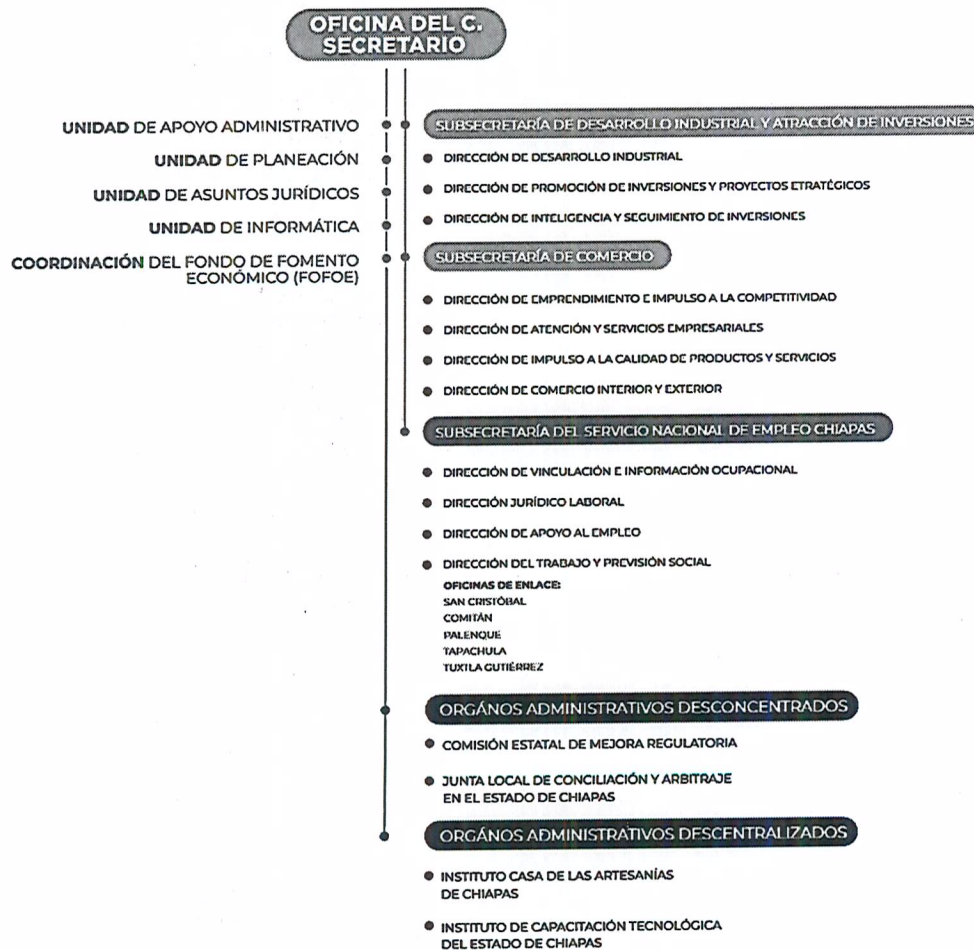 OFICINA DEL C.
SECRETARIO
UNIDAD DE APOYO ADMINISTRATIVO
UNIDAD DE PLANEACIÓN
UNIDAD DE ASUNTOS JURÍDICOS
UNIDAD DE INFORMÁTICA
COORDINACIÓN DEL FONDO DE FOMENTO
ECONÓMICO (FOFOE)
SUBSECRETARÍA DE DESARROLLO INDUSTRIAL Y ATRACCIÓN DE INVERSIONES
DIRECCIÓN DE DESARROLLO INDUSTRIAL
DIRECCIÓN DE PROMOCIÓN DE INVERSIONES Y PROYECTOS ETRATÉGICOS
DIRECCIÓN DE INTELIGENCIA Y SEGUIMIENTO DE INVERSIONES
SUBSECRETARÍA DE COMERCIO
DIRECCIÓN DE EMPRENDIMIENTO E IMPULSO A LA COMPETITIVIDAD
DIRECCIÓN DE ATENCIÓN Y SERVICIOS EMPRESARIALES
DIRECCIÓN DE IMPULSO A LA CALIDAD DE PRODUCTOS Y SERVICIOS
DIRECCIÓN DE COMERCIO INTERIOR Y EXTERIOR
SUBSECRETARÍA DEL SERVICIO NACIONAL DE EMPLEO CHIAPAS
DIRECCIÓN DE VINCULACIÓN E INFORMACIÓN OCUPACIONAL
DIRECCIÓN JURÍDICO LABORAL
DIRECCIÓN DE APOYO AL EMPLEO
DIRECCIÓN DEL TRABAJO Y PREVISIÓN SOCIAL
OFICINAS DE ENLACE:
SAN CRISTÓBAL
COMITÁN
PALENQUE
TAPACHULA
TUXTLA GUTIÉRREZ
ORGÁNOS ADMINISTRATIVOS DESCONCENTRADOS
COMISIÓN ESTATAL DE MEJORA REGULATORIA
JUNTA LOCAL DE CONCILIACIÓN Y ARBITRAJE
EN EL ESTADO DE CHIAPAS
ORGÁNOS ADMINISTRATIVOS DESCENTRALIZADOS
INSTITUTO CASA DE LAS ARTESANÍAS
DE CHIAPAS
INSTITUTO DE CAPACITACIÓN TECNOLÓGICA
DEL ESTADO DE CHIAPAS